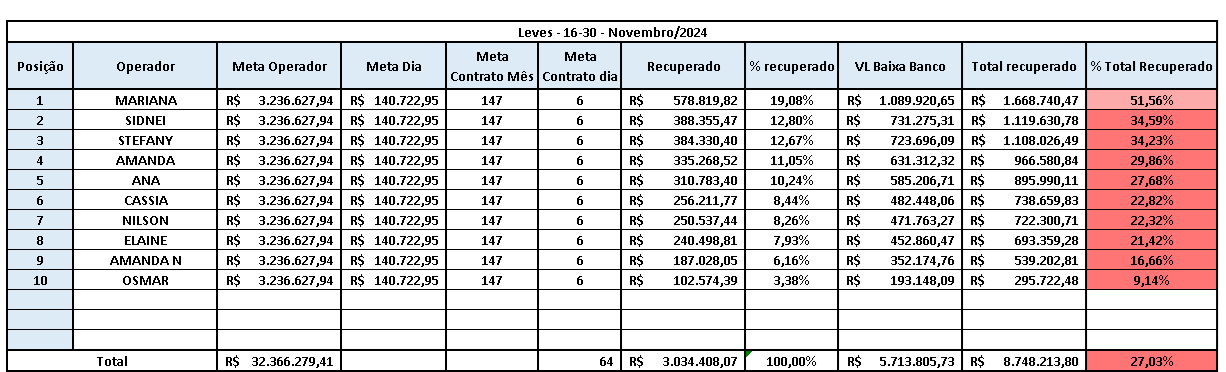 Leves - 16-30 - Novembro/2024
Posição Operador Meta Operador Meta Dia Meta Contrato Mês Meta Contrato dia Recuperado % recuperado VL Baixa Banco Total recuperado % Total Recuperado
1 MARIANA R$ 3.236.627,94 R$ 140.722,95 147 6 R$ 578.819,82 19,08% R$ 1.089.920,65 R$ 1.668.740,47 51,56%
2 SIDNEI R$ 3.236.627,94 R$ 140.722,95 147 6 R$ 388.355,47 12,80% R$ 731.275,31 R$ 1.119.630,78 34,59%
3 STEFANY R$ 3.236.627,94 R$ 140.722,95 147 6 R$ 384.330,40 12,67% R$ 723.696,09 R$ 1.108.026,49 34,23%
4 AMANDA R$ 3.236.627,94 R$ 140.722,95 147 6 R$ 335.268,52 11,05% R$ 631.312,32 R$ 966.580,84 29,86%
5 ANA R$ 3.236.627,94 R$ 140.722,95 147 6 R$ 310.783,40 10,24% R$ 585.206,71 R$ 895.990,11 27,68%
6 CASSIA R$ 3.236.627,94 R$ 140.722,95 147 6 R$ 256.211,77 8,44% R$ 482.448,06 R$ 738.659,83 22,82%
7 NILSON R$ 3.236.627,94 R$ 140.722,95 147 6 R$ 250.537,44 8,26% R$ 471.763,27 R$ 722.300,71 22,32%
8 ELAINE R$ 3.236.627,94 R$ 140.722,95 147 6 R$ 240.498,81 7,93% R$ 452.860,47 R$ 693.359,28 21,42%
9 AMANDA N R$ 3.236.627,94 R$ 140.722,95 147 6 R$ 187.028,05 6,16% R$ 352.174,76 R$ 539.202,81 16,66%
10 OSMAR R$ 3.236.627,94 R$ 140.722,95 147 6 R$ 102.574,39 3,38% R$ 193.148,09 R$ 295.722,48 9,14%
Total R$ 32.366.279,41 64 R$ 3.034.408,07 100,00% R$ 5.713.805,73 R$ 8.748.213,80 27,03%